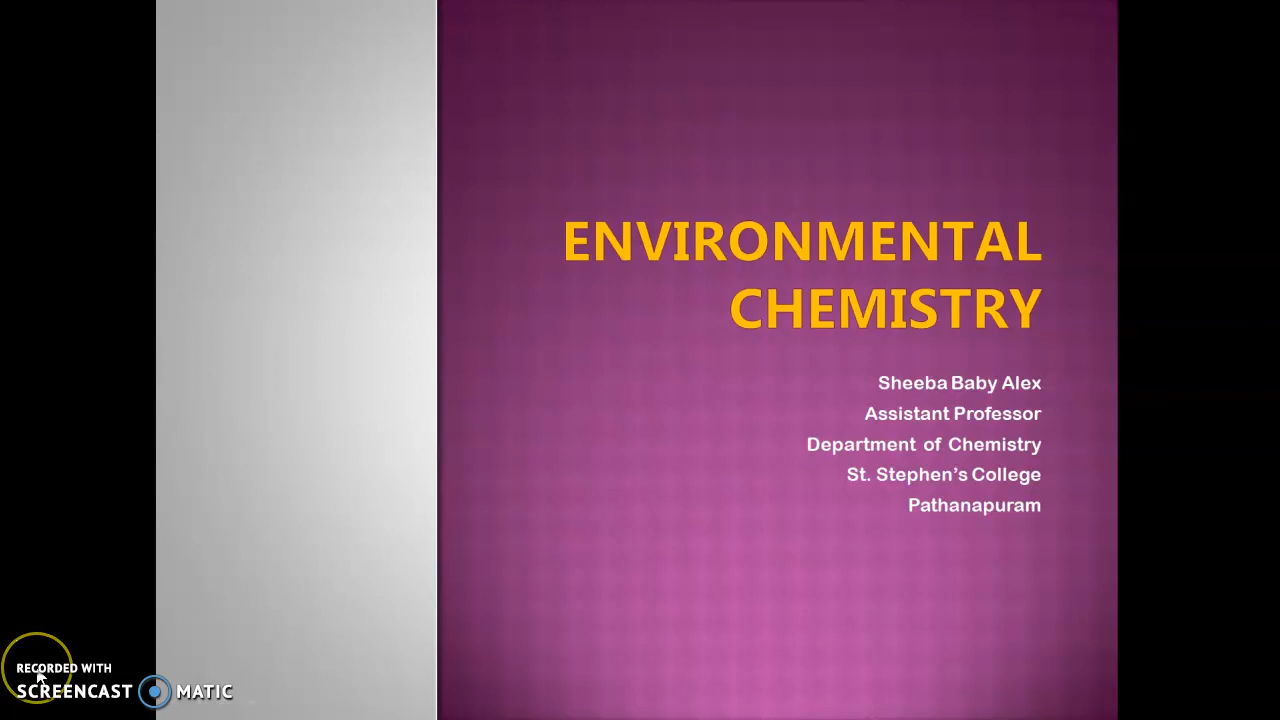 ENVIRONMENTAL
CHEMISTRY
Sheeba Baby Alex
Assistant Professor
Department of Chemistry
St. Stephen's College
Pathanapuram
RECORDED WITH
SCREENCAST MATIC